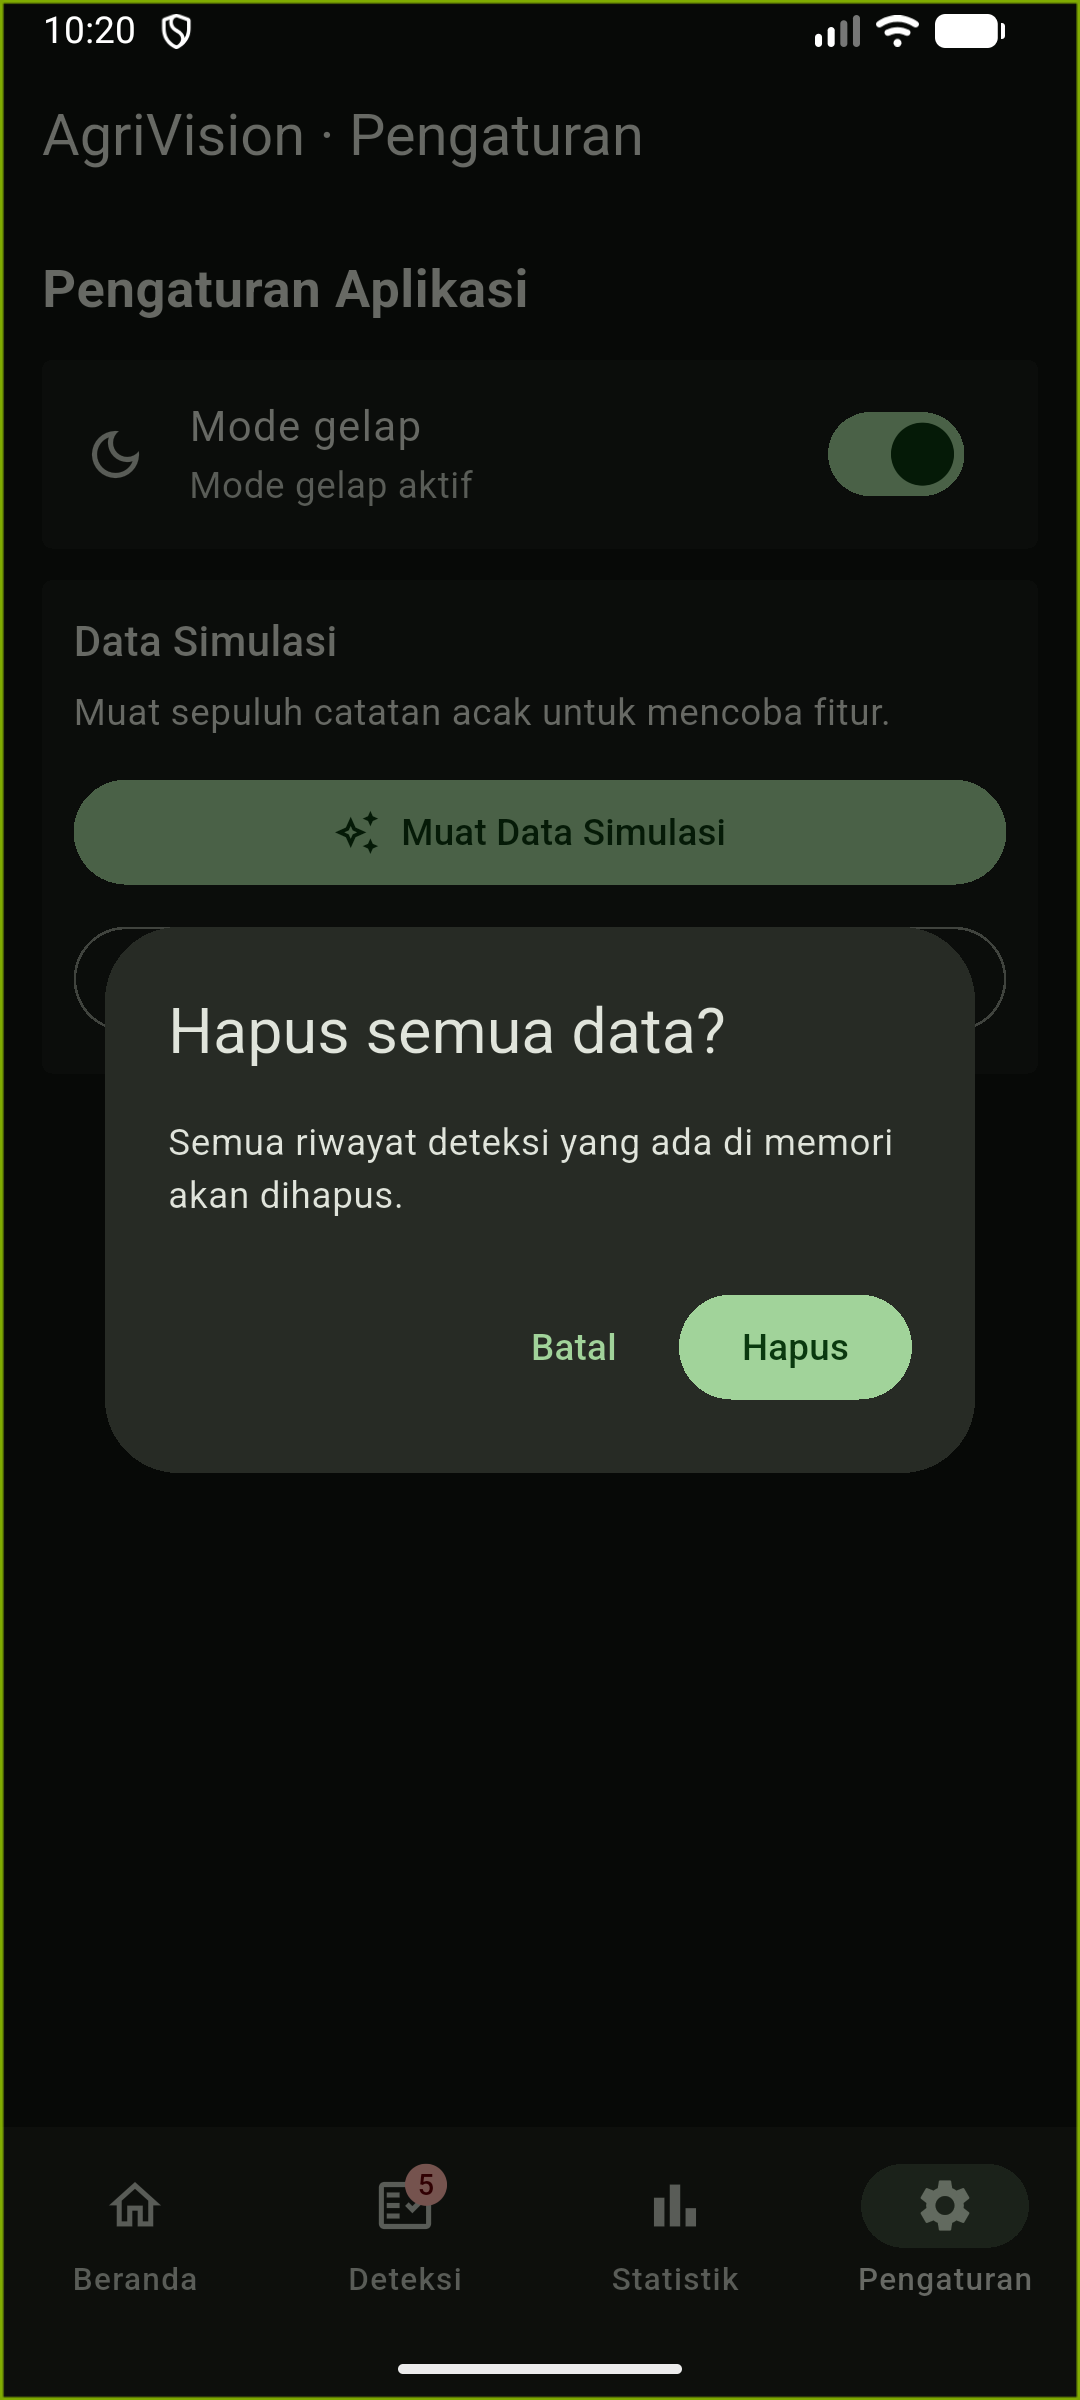 10:20
AgriVision · Pengaturan
Pengaturan Aplikasi
Mode gelap
Mode gelap aktif
Data Simulasi
Muat sepuluh catatan acak untuk mencoba fitur.
Muat Data Simulasi
Hapus semua data?
Semua riwayat deteksi yang ada di memori
akan dihapus.
Batal
Hapus
5
Beranda
Deteksi
Statistik
Pengaturan